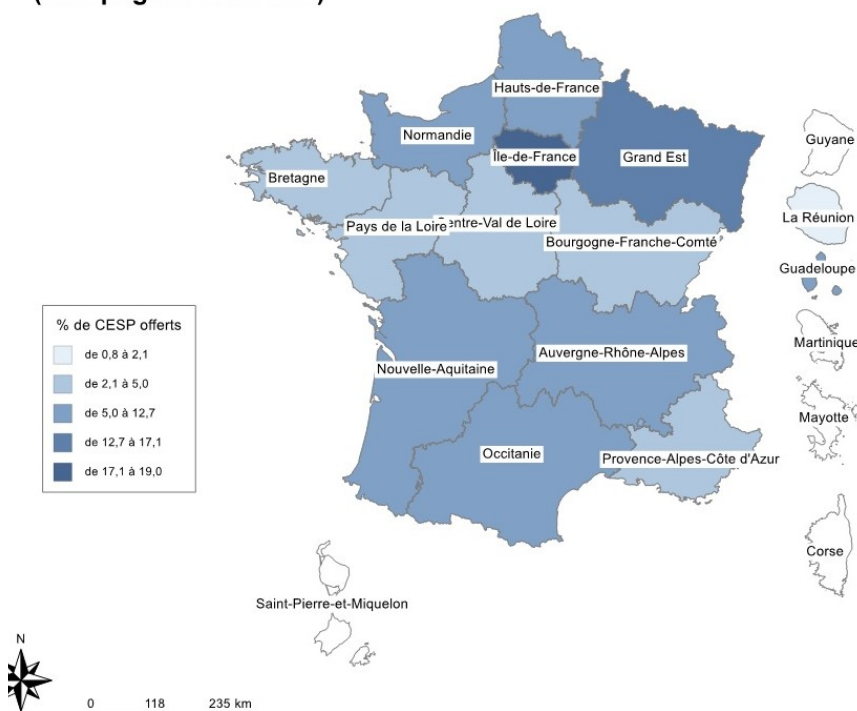 Hauts-de-France
Normandie
Île-de-France
Grand Est
Guyane
Bretagne
La Réunion
Pays de la Loire
Centre-Val de Loire
Bourgogne-Franche-Comté
Guadeloupe
% de CESP offerts
de 0,8 à 2,1
de 2,1 à 5,0
de 5,0 à 12,7
de 12,7 à 17,1
de 17,1 à 19,0
Martinique
Auvergne-Rhône-Alpes
Nouvelle-Aquitaine
Mayotte
Occitanie
Provence-Alpes-Côte d'Azur
Corse
Saint-Pierre-et-Miquelon
N
0 118 235 km